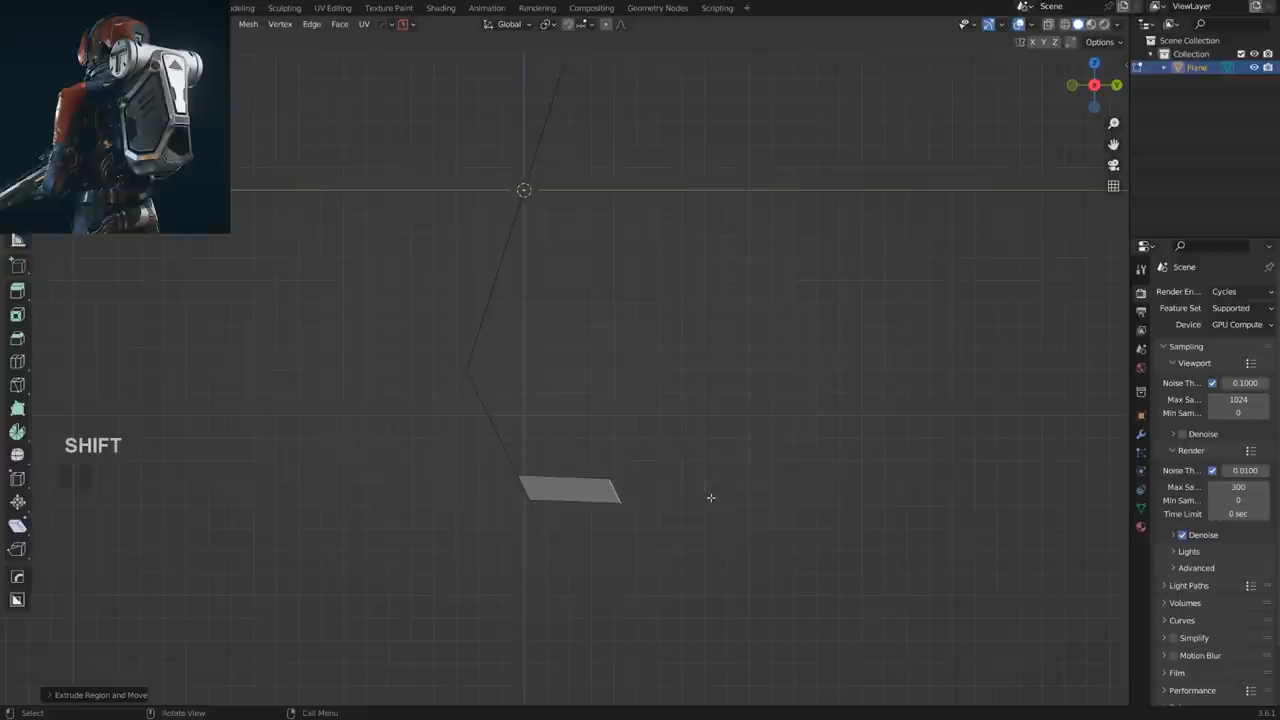 deling
Sculpting
UV Editing
Texture Paint
Shading
Animation
Rendering
Compositing
Geometry Nodes
Scripting
+
Scene
ViewLayer
Mesh
Vertex
Edge
Face
UV
Global
X Y Z
Options
Scene Collection
Collection
Plane
Z
X
Y
SHIFT
Scene
Render En... Cycles
Feature Set Supported
Device GPU Compute
Sampling
Viewport
Noise Th... 0.1000
Max Sa... 1024
Min Sam... 0
Denoise
Render
Noise Th... 0.0100
Max Sa... 300
Min Sam... 0
Time Limit 0 sec
Denoise
Lights
Advanced
Light Paths
Volumes
Curves
Simplify
Motion Blur
Film
Performance
Extrude Region and Move
Select
Rotate View
Call Menu
3.6.1